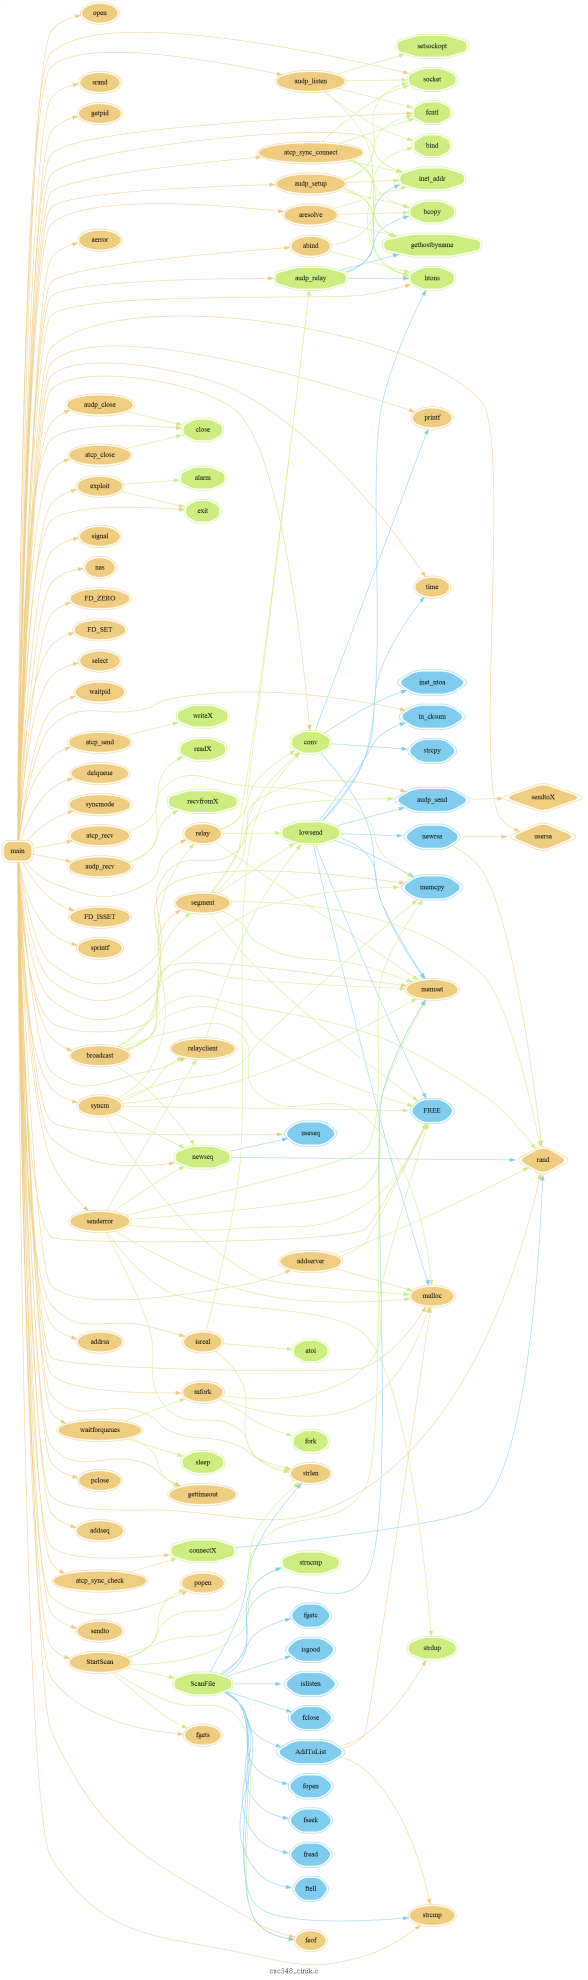 open
setsockopt
srand
audp_listen
socket
getpid
fcntl
atcp_sync_connect
bind
audp_setup
inet_addr
aresolve
bcopy
aerror
abind
gethostbyname
audp_relay
htons
audp_close
printf
close
atcp_close
exploit
alarm
exit
signal
nas
time
FD_ZERO
FD_SET
select
inet_ntoa
waitpid
writeX
in_cksum
atcp_send
conv
readX
strcpy
delqueue
syncmode
recvfromX
audp_send
sendtoX
atcp_recv
relay
lowsend
newrsa
usersa
main
audp_recv
memcpy
segment
FD_ISSET
sprintf
memset
broadcast
relayclient
syncm
FREE
useseq
newseq
rand
senderror
addserver
malloc
addrsa
isreal
atoi
mfork
waitforqueues
fork
sleep
strlen
pclose
gettimeout
addseq
connectX
strncmp
atcp_sync_check
popen
fgetc
sendto
strdup
isgood
StartScan
ScanFile
islisten
fclose
fgets
AddToList
fopen
fseek
fread
ftell
strcmp
feof
csc348_cinik.c